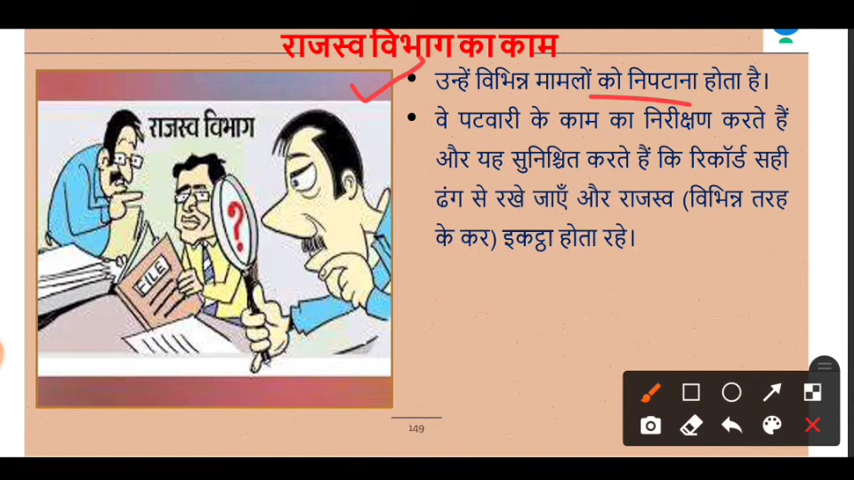 राजस्व विभाग का काम
राजस्व विभाग
?
FILE
• उन्हें विभिन्न मामलों को निपटाना होता है।
• वे पटवारी के काम का निरीक्षण करते हैं
और यह सुनिश्चित करते हैं कि रिकॉर्ड सही
ढंग से रखे जाएँ और राजस्व (विभिन्न तरह
के कर) इकट्ठा होता रहे।
149